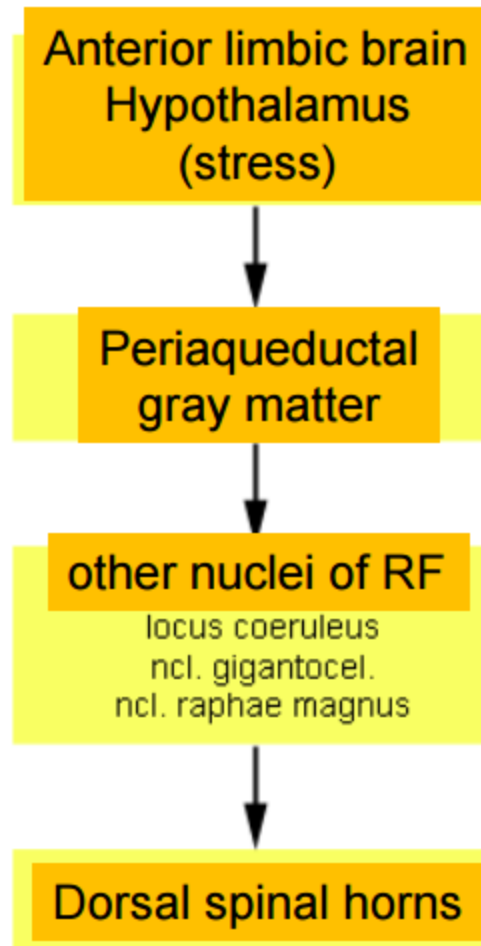 Anterior limbic brain
Hypothalamus
(stress)
Periaqueductal
gray matter
other nuclei of RF
locus coeruleus
ncl. gigantocel.
ncl. raphae magnus
Dorsal spinal horns